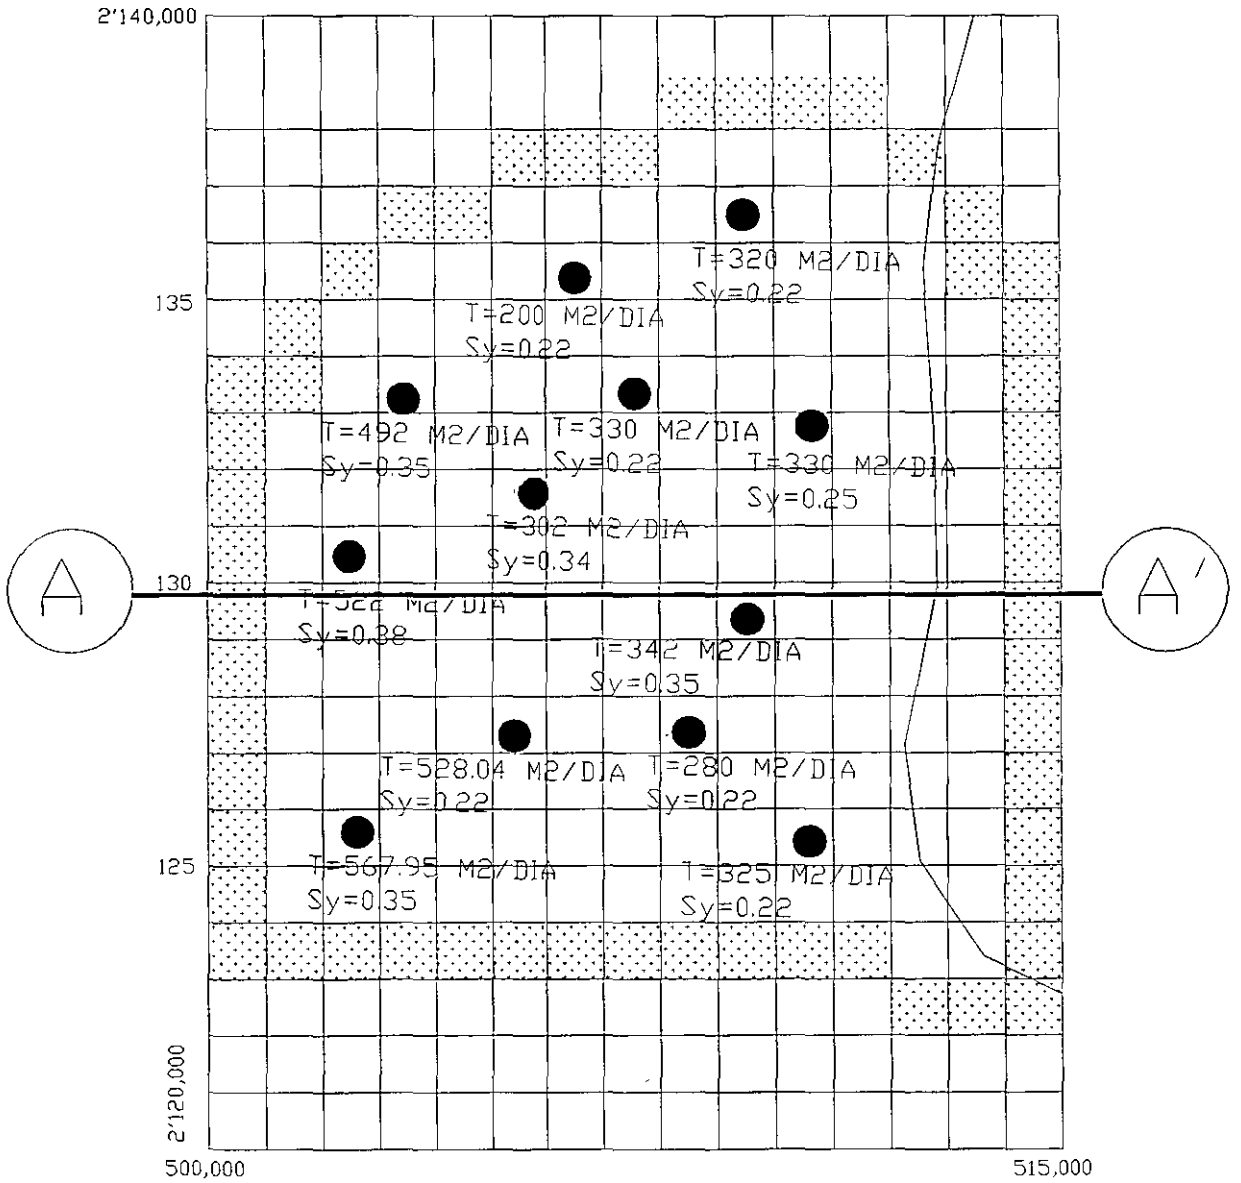 2'140,000
T=320 M2/DIA
Sy=0.22
135
T=200 M2/DIA
Sy=0.22
T=492 M2/DIA
Sy=0.35
T=330 M2/DIA
Sy=0.22
T=330 M2/DIA
Sy=0.25
T=302 M2/DIA
Sy=0.34
A
130
A'
T=522 M2/DIA
Sy=0.38
T=342 M2/DIA
Sy=0.35
T=528.04 M2/DIA
Sy=0.22
T=280 M2/DIA
Sy=0.22
125
T=567.95 M2/DIA
Sy=0.35
T=325 M2/DIA
Sy=0.22
2'120,000
500,000
515,000